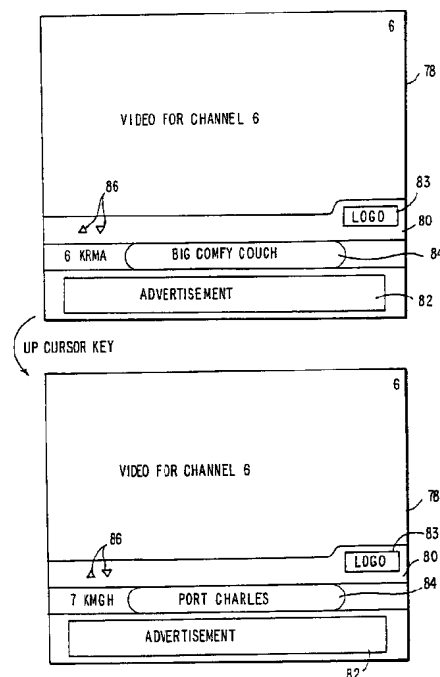 6
78
VIDEO FOR CHANNEL 6
86
83
LOGO
80
6 KRMA
BIG COMFY COUCH
84
ADVERTISEMENT
82
UP CURSOR KEY
6
VIDEO FOR CHANNEL 6
78
86
83
LOGO
80
7 KMGH
PORT CHARLES
84
ADVERTISEMENT
82